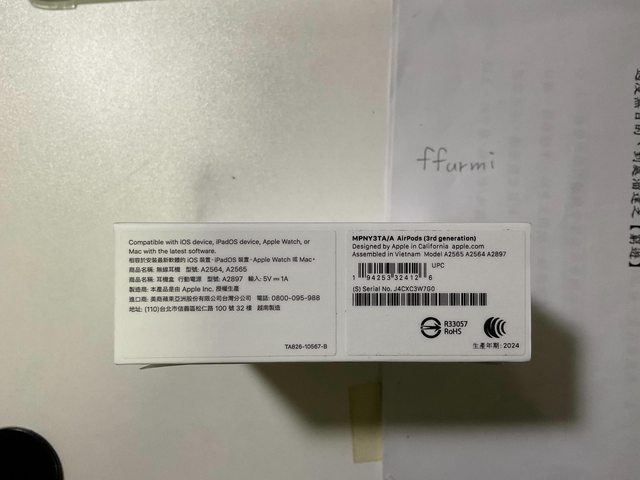 ffurmi
Compatible with iOS device, iPadOS device, Apple Watch, or
Mac with the latest software.
相容於安裝最新軟體的 iOS 裝置、iPadOS 裝置、Apple Watch 或 Mac。
商品名稱: 無線耳機 型號: A2564, A2565
商品名稱: 耳機盒 行動電源 型號: A2897 輸入: 5V⎓1A
製造商: 本產品是由 Apple Inc. 授權生產
進口商: 美商蘋果亞洲股份有限公司台灣分公司 電話: 0800-095-988
地址: (110)台北市信義區松仁路 100 號 32 樓 越南製造
TA826-10567-B
MPNY3TA/A AirPods (3rd generation)
Designed by Apple in California apple.com
Assembled in Vietnam Model A2565 A2564 A2897
UPC
1 94253 32412 6
(S) Serial No. J4CXC3W7G0
R33057
RoHS
生產年期: 2024